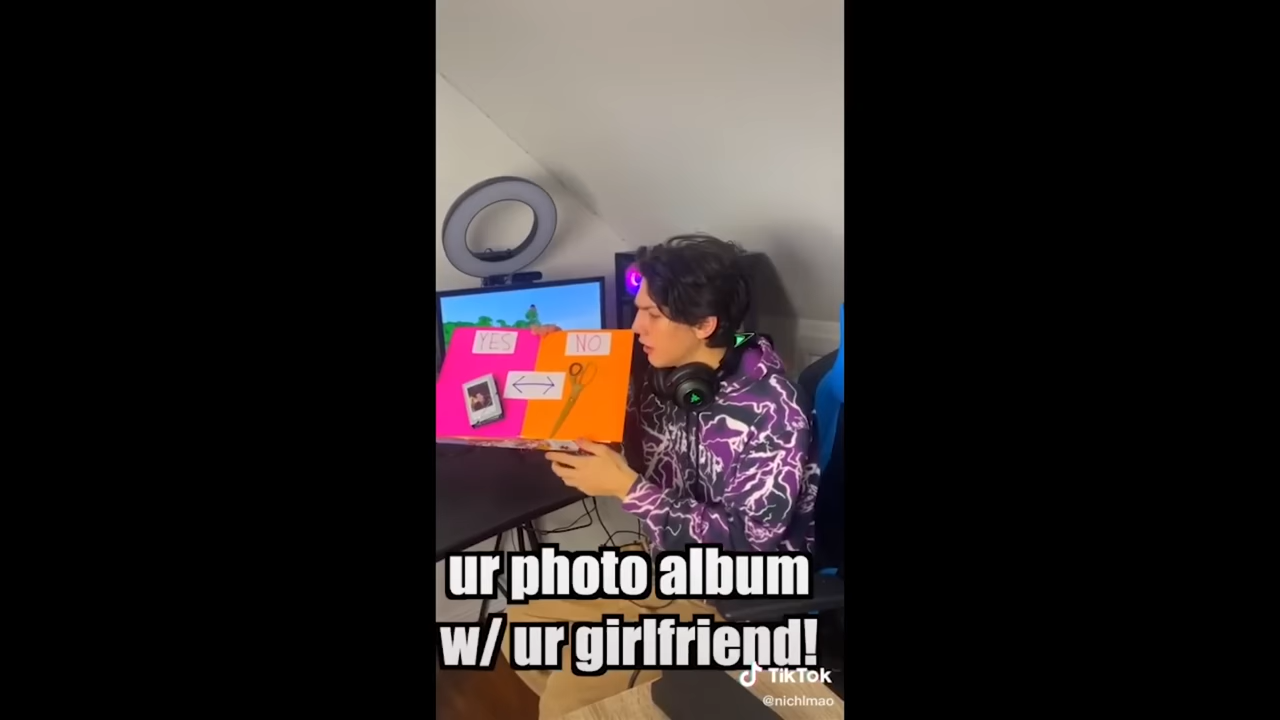 YES
NO
ur photo album
w/ ur girlfriend!
TikTok
@nichlmao